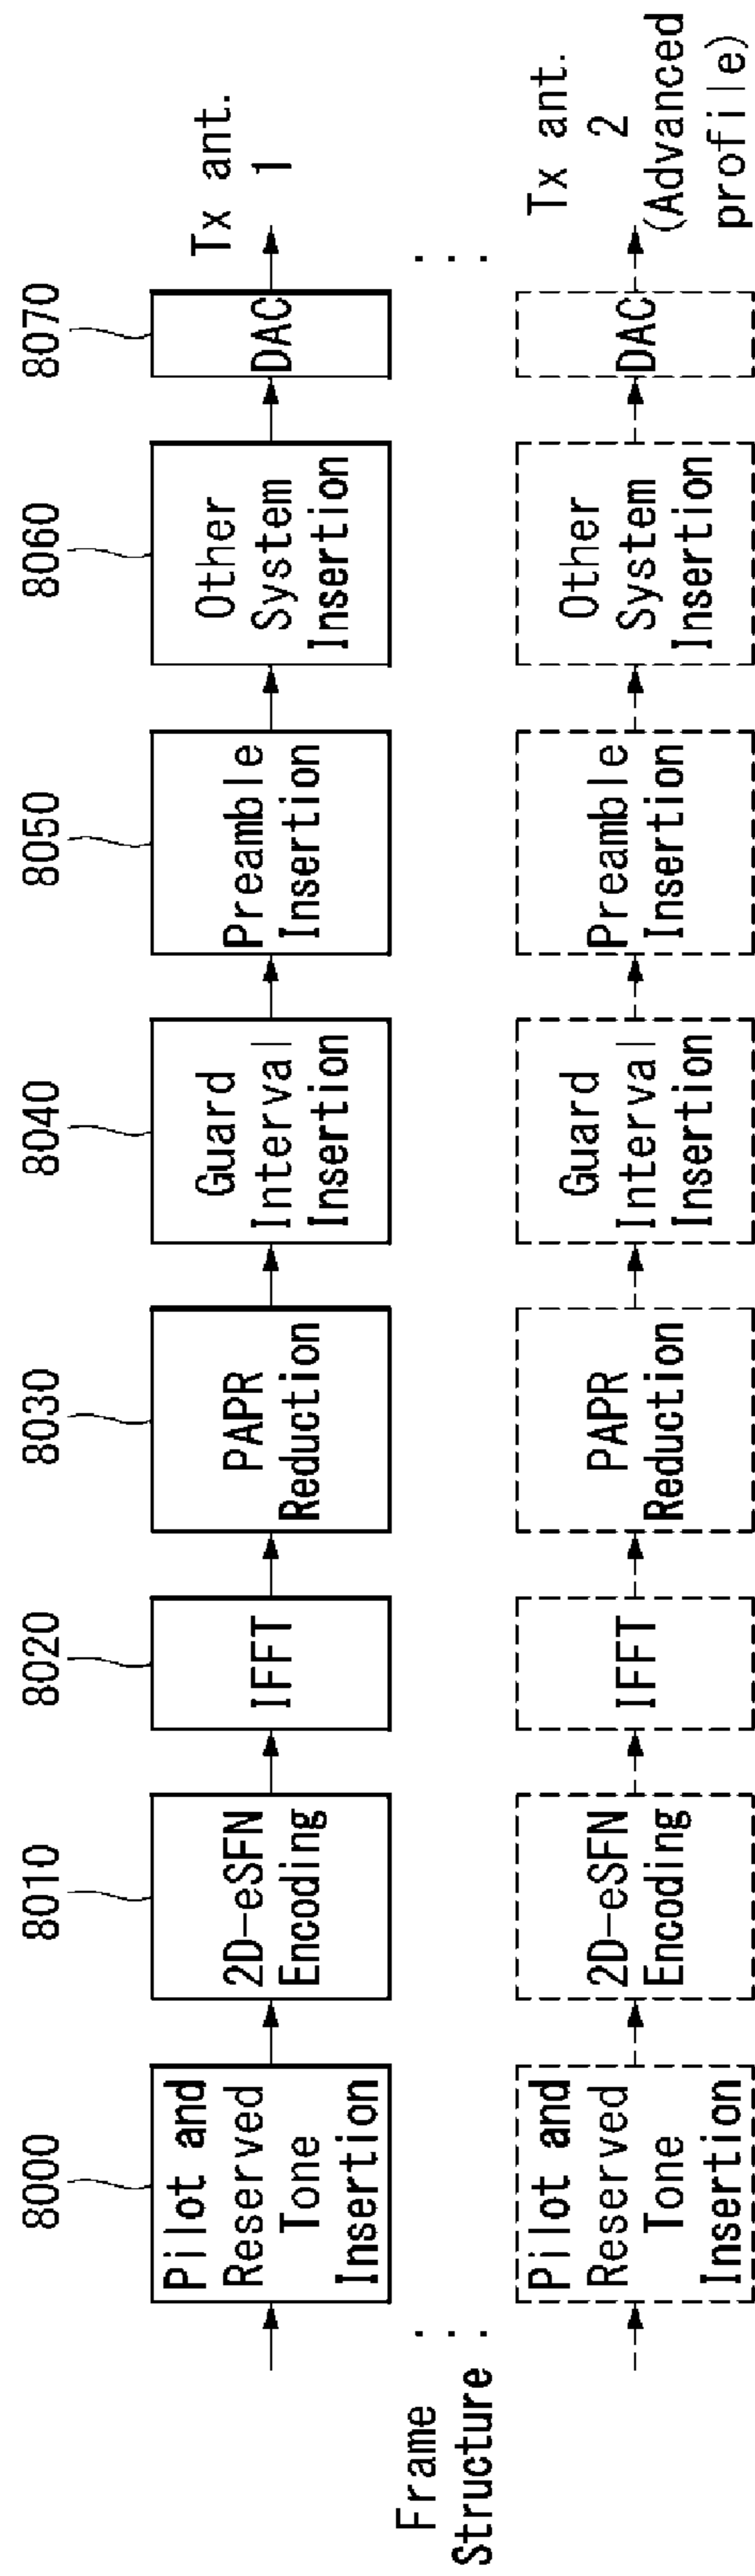 8000
8010
8020
8030
8040
8050
8060
8070
Frame
Structure
Pilot and
Reserved
Tone
Insertion
2D-eSFN
Encoding
IFFT
PAPR
Reduction
Guard
Interval
Insertion
Preamble
Insertion
Other
System
Insertion
DAC
Tx ant.
1
Pilot and
Reserved
Tone
Insertion
2D-eSFN
Encoding
IFFT
PAPR
Reduction
Guard
Interval
Insertion
Preamble
Insertion
Other
System
Insertion
DAC
Tx ant.
2
(Advanced
profile)